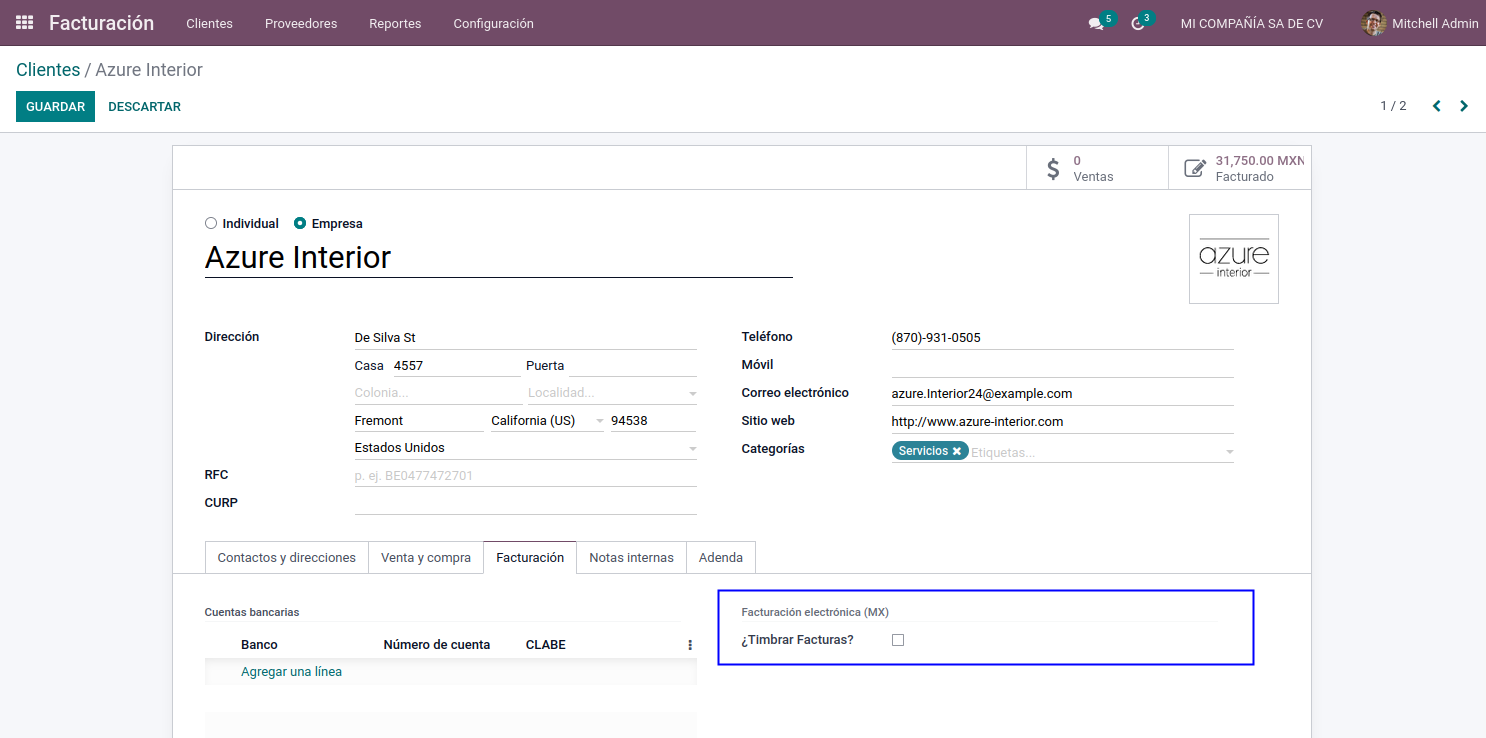 Facturación Clientes Proveedores Reportes Configuración 5 3 MI COMPAÑÍA SA DE CV Mitchell Admin
Clientes / Azure Interior
GUARDAR DESCARTAR 1 / 2
0
Ventas
31,750.00 MXN
Facturado
Individual Empresa
Azure Interior
azure
interior
Dirección De Silva St
Casa 4557 Puerta
Colonia... Localidad...
Fremont California (US) 94538
Estados Unidos
RFC p. ej. BE0477472701
CURP
Teléfono (870)-931-0505
Móvil
Correo electrónico azure.Interior24@example.com
Sitio web http://www.azure-interior.com
Categorías Servicios Etiquetas...
Contactos y direcciones Venta y compra Facturación Notas internas Adenda
Cuentas bancarias
Banco Número de cuenta CLABE
Agregar una línea
Facturación electrónica (MX)
¿Timbrar Facturas?